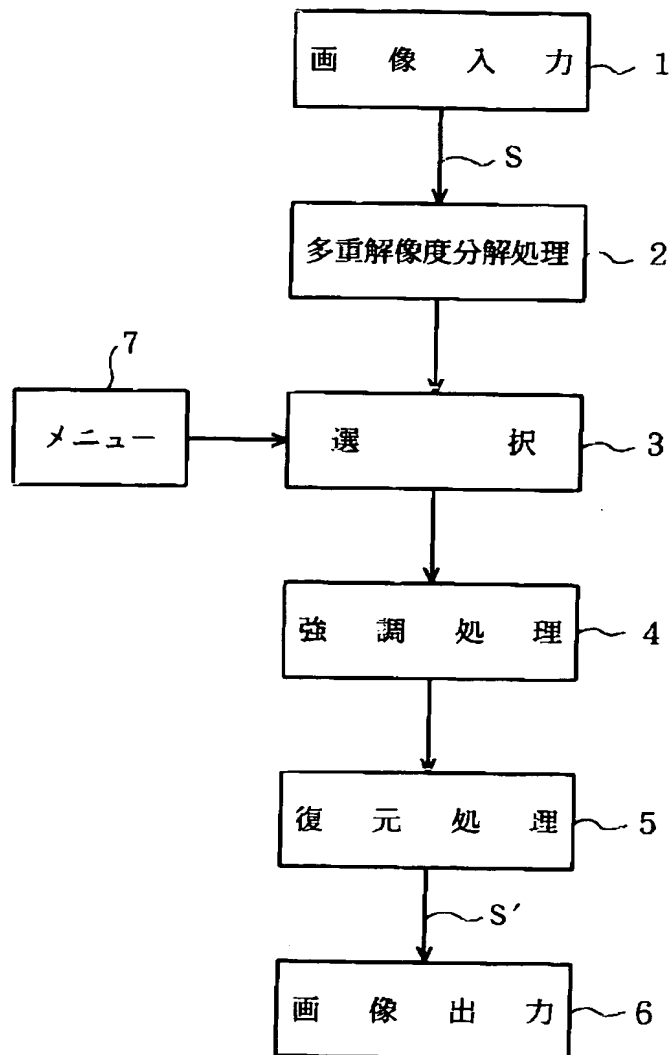 画像入力 1
S
多重解像度分解処理 2
7
メニュー
選択 3
強調処理 4
復元処理 5
S′
画像出力 6